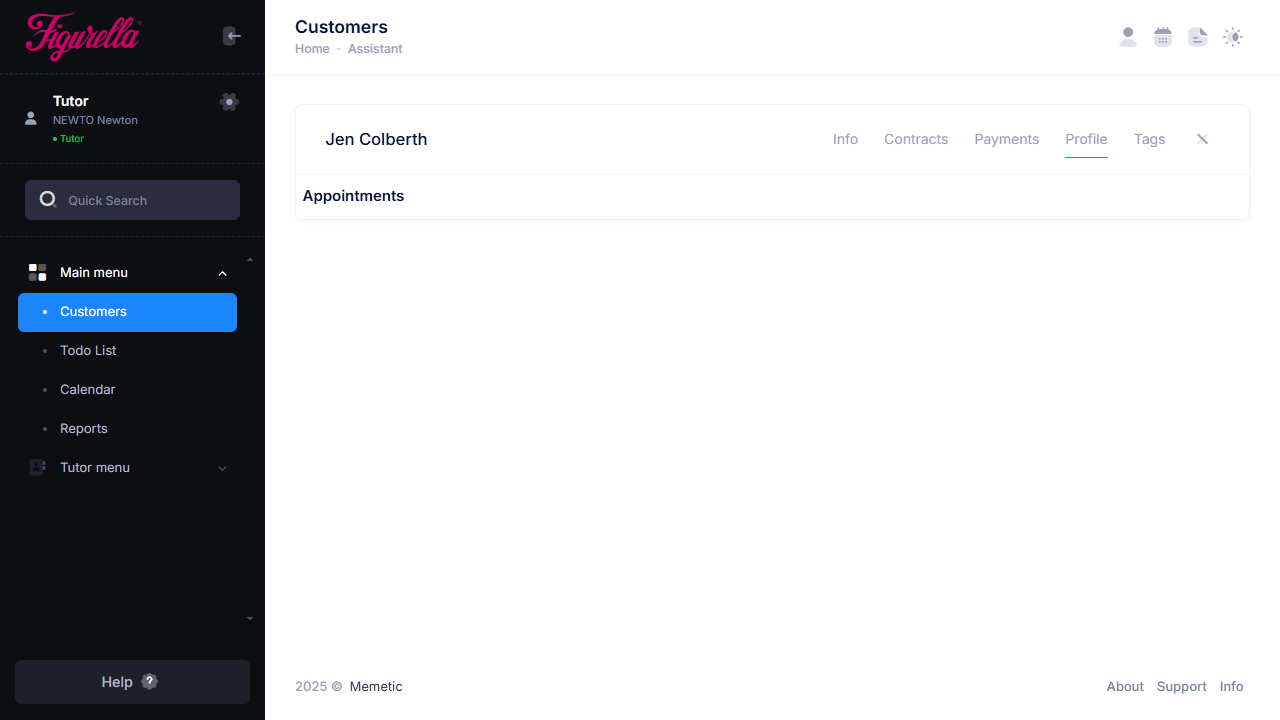 Figurella
Tutor
NEWTO Newton
Tutor
Quick Search
Main menu
Customers
Todo List
Calendar
Reports
Tutor menu
Help
Customers
Home - Assistant
Jen Colberth
Info Contracts Payments Profile Tags
Appointments
2025 © Memetic
About Support Info